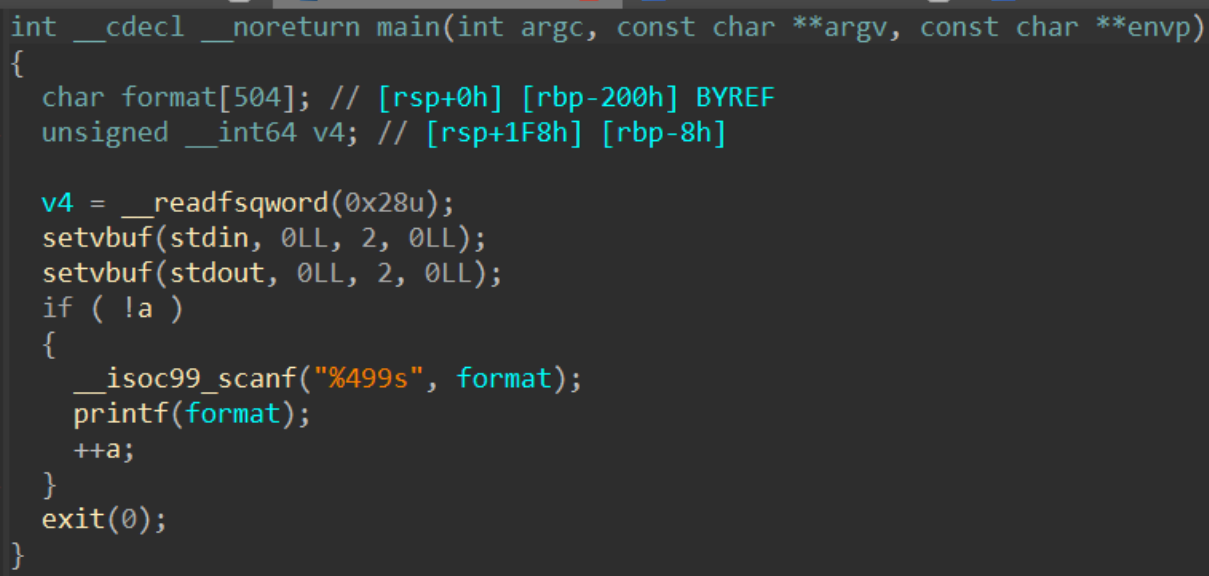 int __cdecl __noreturn main(int argc, const char **argv, const char **envp)
{
char format[504]; // [rsp+0h] [rbp-200h] BYREF
unsigned __int64 v4; // [rsp+1F8h] [rbp-8h]
v4 = __readfsqword(0x28u);
setvbuf(stdin, 0LL, 2, 0LL);
setvbuf(stdout, 0LL, 2, 0LL);
if ( !a )
{
__isoc99_scanf("%499s", format);
printf(format);
++a;
}
exit(0);
}